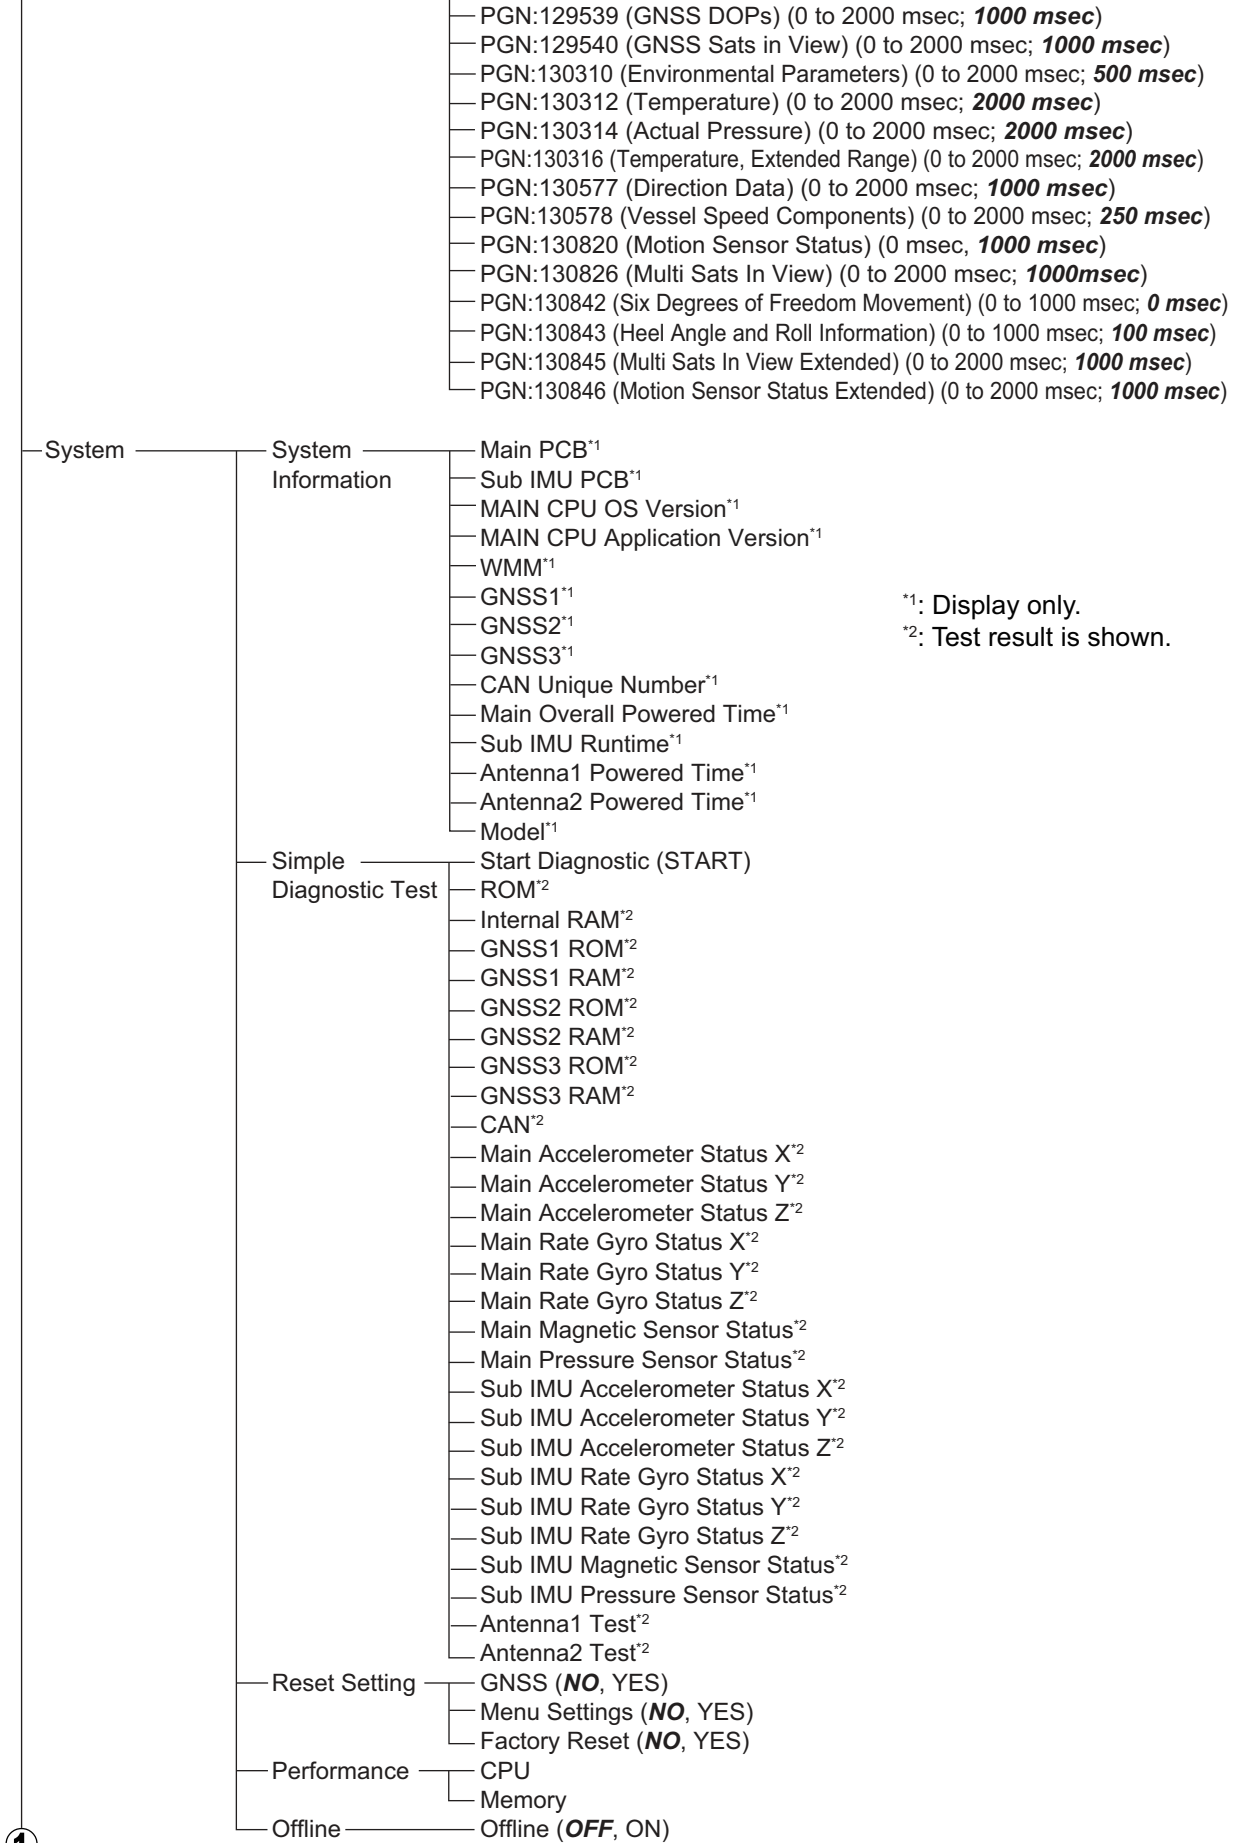 PGN:129539 (GNSS DOPs) (0 to 2000 msec; 1000 msec)
PGN:129540 (GNSS Sats in View) (0 to 2000 msec; 1000 msec)
PGN:130310 (Environmental Parameters) (0 to 2000 msec; 500 msec)
PGN:130312 (Temperature) (0 to 2000 msec; 2000 msec)
PGN:130314 (Actual Pressure) (0 to 2000 msec; 2000 msec)
PGN:130316 (Temperature, Extended Range) (0 to 2000 msec; 2000 msec)
PGN:130577 (Direction Data) (0 to 2000 msec; 1000 msec)
PGN:130578 (Vessel Speed Components) (0 to 2000 msec; 250 msec)
PGN:130820 (Motion Sensor Status) (0 msec, 1000 msec)
PGN:130826 (Multi Sats In View) (0 to 2000 msec; 1000msec)
PGN:130842 (Six Degrees of Freedom Movement) (0 to 1000 msec; 0 msec)
PGN:130843 (Heel Angle and Roll Information) (0 to 1000 msec; 100 msec)
PGN:130845 (Multi Sats In View Extended) (0 to 2000 msec; 1000 msec)
PGN:130846 (Motion Sensor Status Extended) (0 to 2000 msec; 1000 msec)
System
System
Information
Main PCB*1
Sub IMU PCB*1
MAIN CPU OS Version*1
MAIN CPU Application Version*1
WMM*1
GNSS1*1
GNSS2*1
GNSS3*1
CAN Unique Number*1
Main Overall Powered Time*1
Sub IMU Runtime*1
Antenna1 Powered Time*1
Antenna2 Powered Time*1
Model*1
*1: Display only.
*2: Test result is shown.
Simple
Diagnostic Test
Start Diagnostic (START)
ROM*2
Internal RAM*2
GNSS1 ROM*2
GNSS1 RAM*2
GNSS2 ROM*2
GNSS2 RAM*2
GNSS3 ROM*2
GNSS3 RAM*2
CAN*2
Main Accelerometer Status X*2
Main Accelerometer Status Y*2
Main Accelerometer Status Z*2
Main Rate Gyro Status X*2
Main Rate Gyro Status Y*2
Main Rate Gyro Status Z*2
Main Magnetic Sensor Status*2
Main Pressure Sensor Status*2
Sub IMU Accelerometer Status X*2
Sub IMU Accelerometer Status Y*2
Sub IMU Accelerometer Status Z*2
Sub IMU Rate Gyro Status X*2
Sub IMU Rate Gyro Status Y*2
Sub IMU Rate Gyro Status Z*2
Sub IMU Magnetic Sensor Status*2
Sub IMU Pressure Sensor Status*2
Antenna1 Test*2
Antenna2 Test*2
Reset Setting
GNSS (NO, YES)
Menu Settings (NO, YES)
Factory Reset (NO, YES)
Performance
CPU
Memory
Offline
Offline (OFF, ON)
1